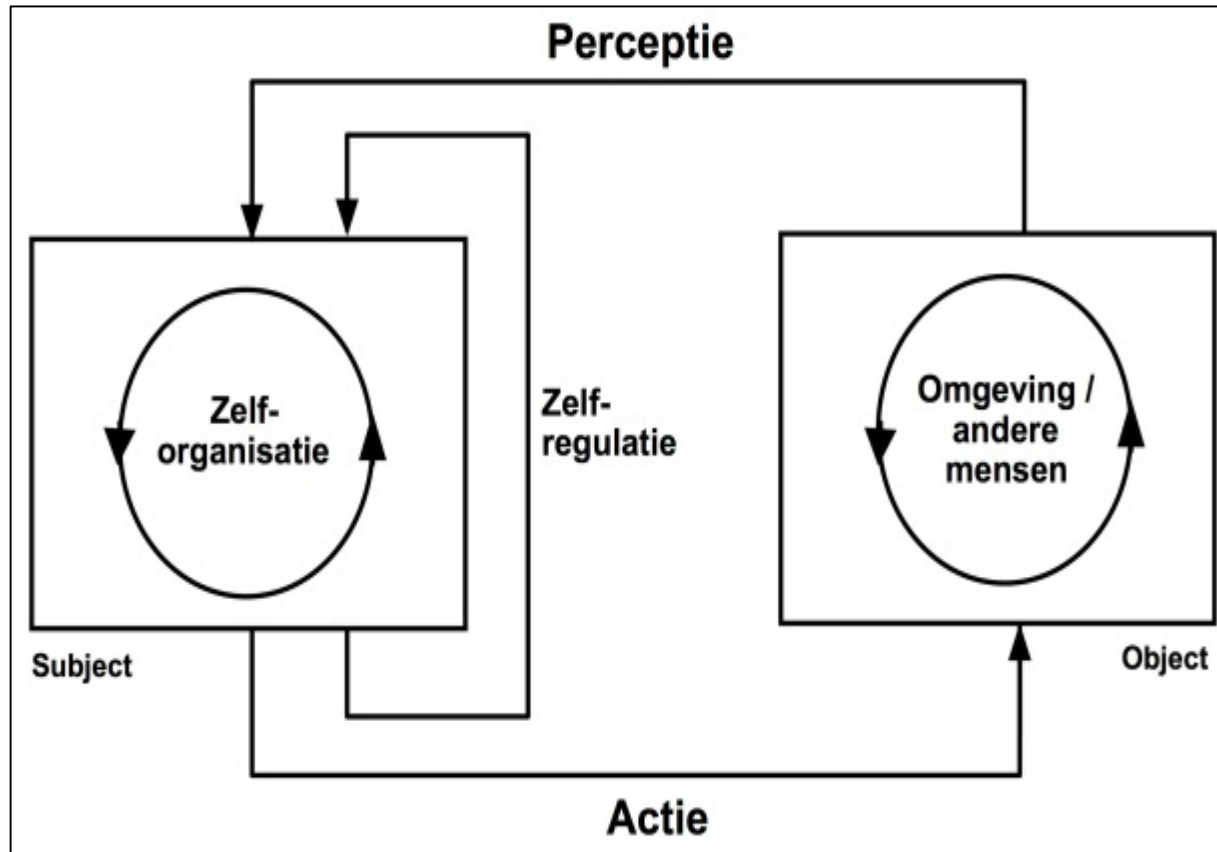 Perceptie
Zelf-
organisatie
Zelf-
regulatie
Omgeving /
andere
mensen
Subject
Object
Actie